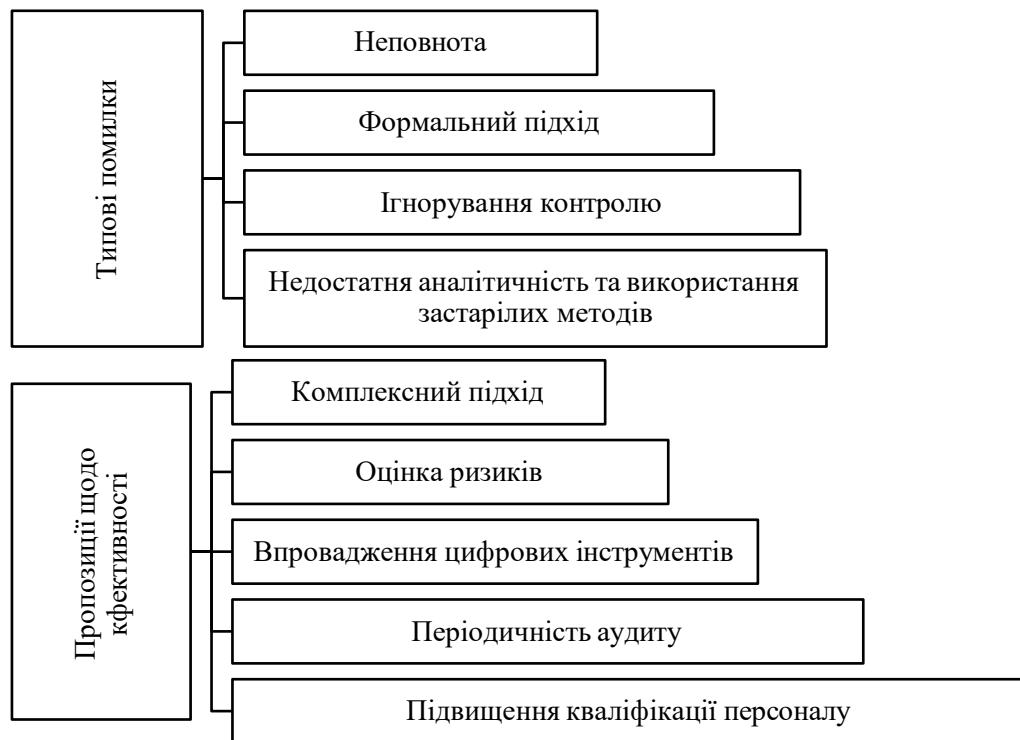 Типові помилки
Неповнота
Формальний підхід
Ігнорування контролю
Недостатня аналітичність та використання
застарілих методів
Пропозиції щодо
кфективності
Комплексний підхід
Оцінка ризиків
Впровадження цифрових інструментів
Періодичність аудиту
Підвищення кваліфікації персоналу